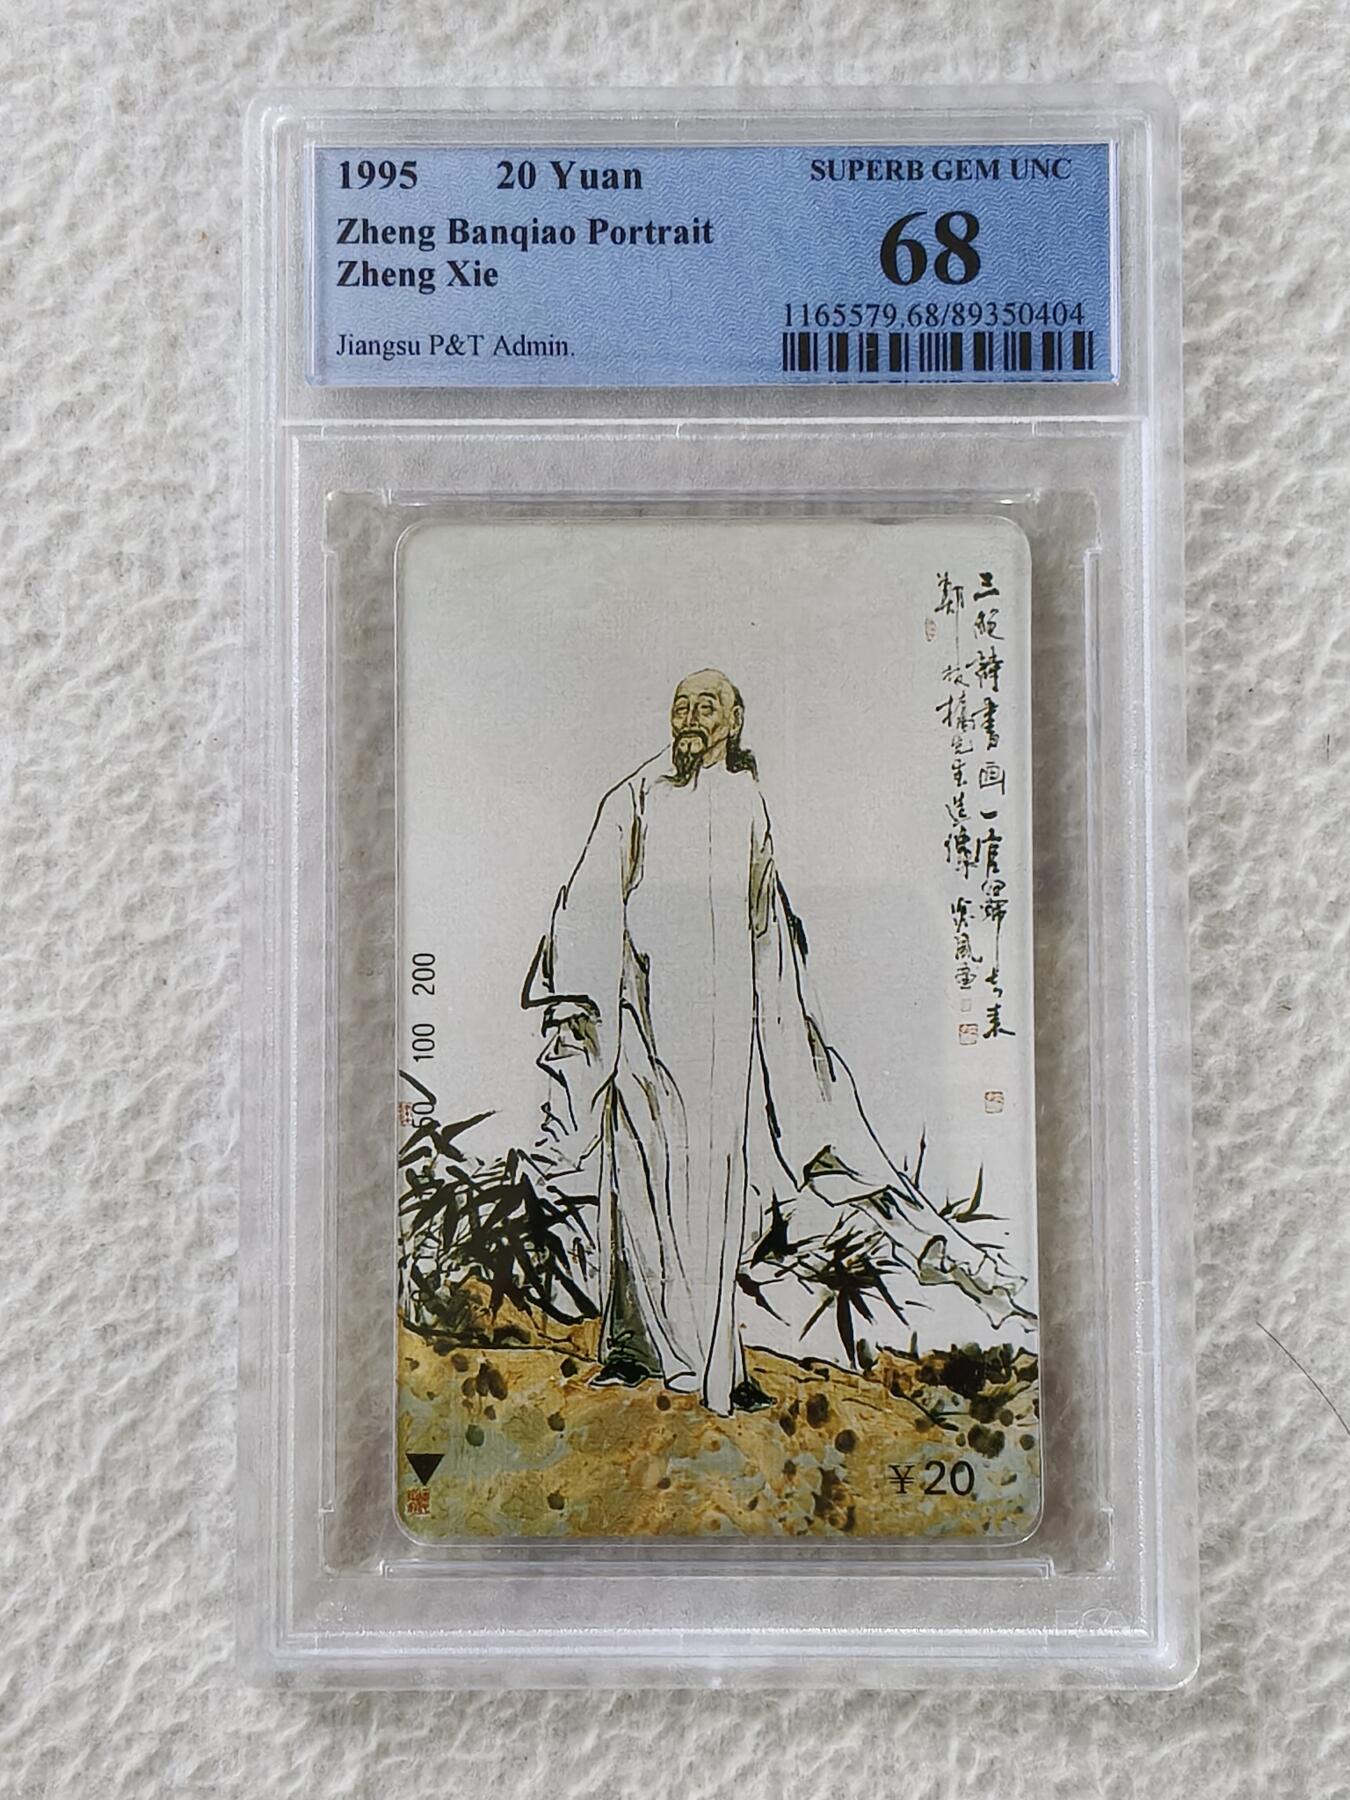 1995 20 Yuan
SUPERB GEM UNC
Zheng Banqiao Portrait
Zheng Xie
68
1165579.68/89350404
Jiangsu P&T Admin.
三絕詩書画一官歸去来
鄭板橋先生造像
200
100
50
¥20